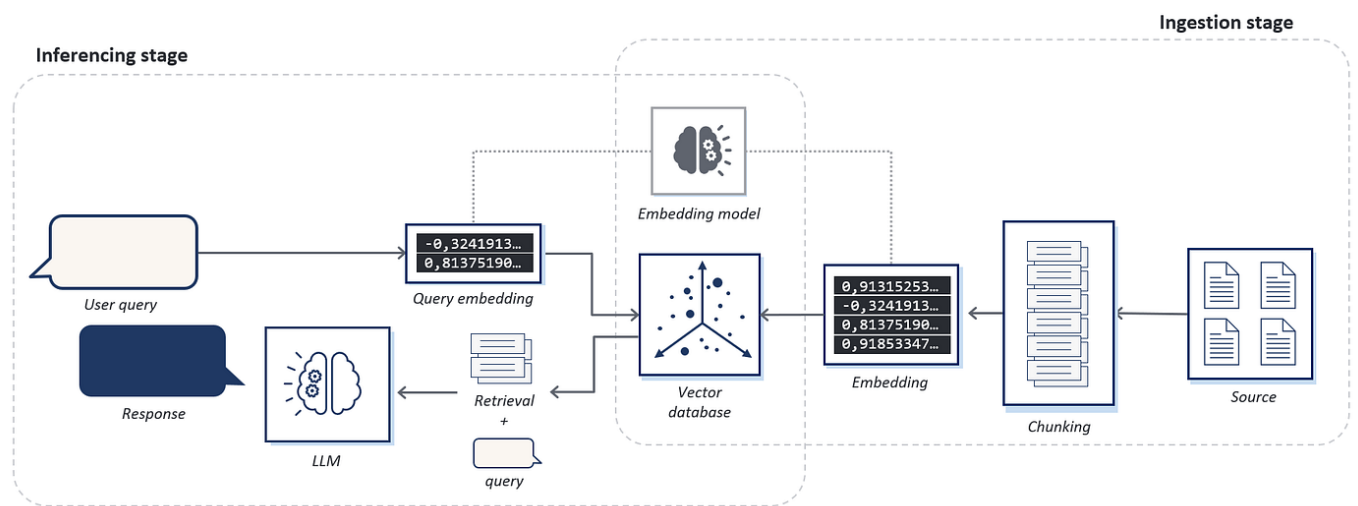 Ingestion stage
Inferencing stage
Embedding model
-0,3241913…
0,81375190…
User query
Query embedding
0,91315253…
-0,3241913…
0,81375190…
0,91853347…
Embedding
Chunking
Source
Vector
database
Retrieval
+
query
LLM
Response